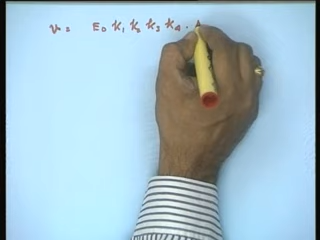 v = E₀ K₁ K₂ K₃ K₄ .